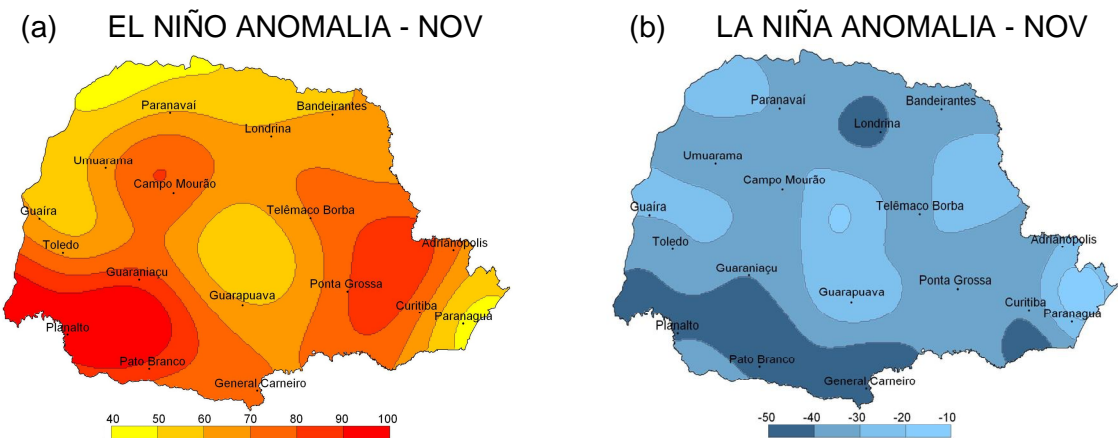 (a) EL NIÑO ANOMALIA - NOV
Paranavaí
Bandeirantes
Londrina
Umuarama
Campo Mourão
Guaíra
Telêmaco Borba
Toledo
Adrianópolis
Guaraniaçu
Ponta Grossa
Guarapuava
Curitiba
Paranaguá
Planalto
Pato Branco
General Carneiro
40 50 60 70 80 90 100
(b) LA NIÑA ANOMALIA - NOV
Paranavaí
Bandeirantes
Londrina
Umuarama
Campo Mourão
Guaíra
Telêmaco Borba
Toledo
Adrianópolis
Guaraniaçu
Ponta Grossa
Guarapuava
Curitiba
Paranaguá
Planalto
Pato Branco
General Carneiro
-50 -40 -30 -20 -10